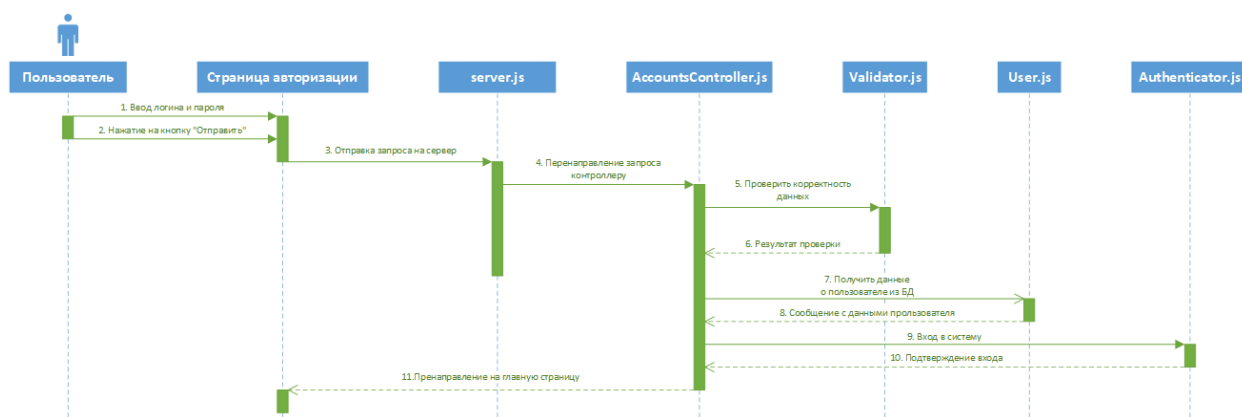 Пользователь
Страница авторизации
server.js
AccountsController.js
Validator.js
User.js
Authenticator.js
1. Ввод логина и пароля
2. Нажатие на кнопку "Отправить"
3. Отправка запроса на сервер
4. Перенаправление запроса
контроллеру
5. Проверить корректность
данных
6. Результат проверки
7. Получить данные
о пользователе из БД
8. Сообщение с данными прользователя
9. Вход в систему
10. Подтверждение входа
11.Пренаправление на главную страницу